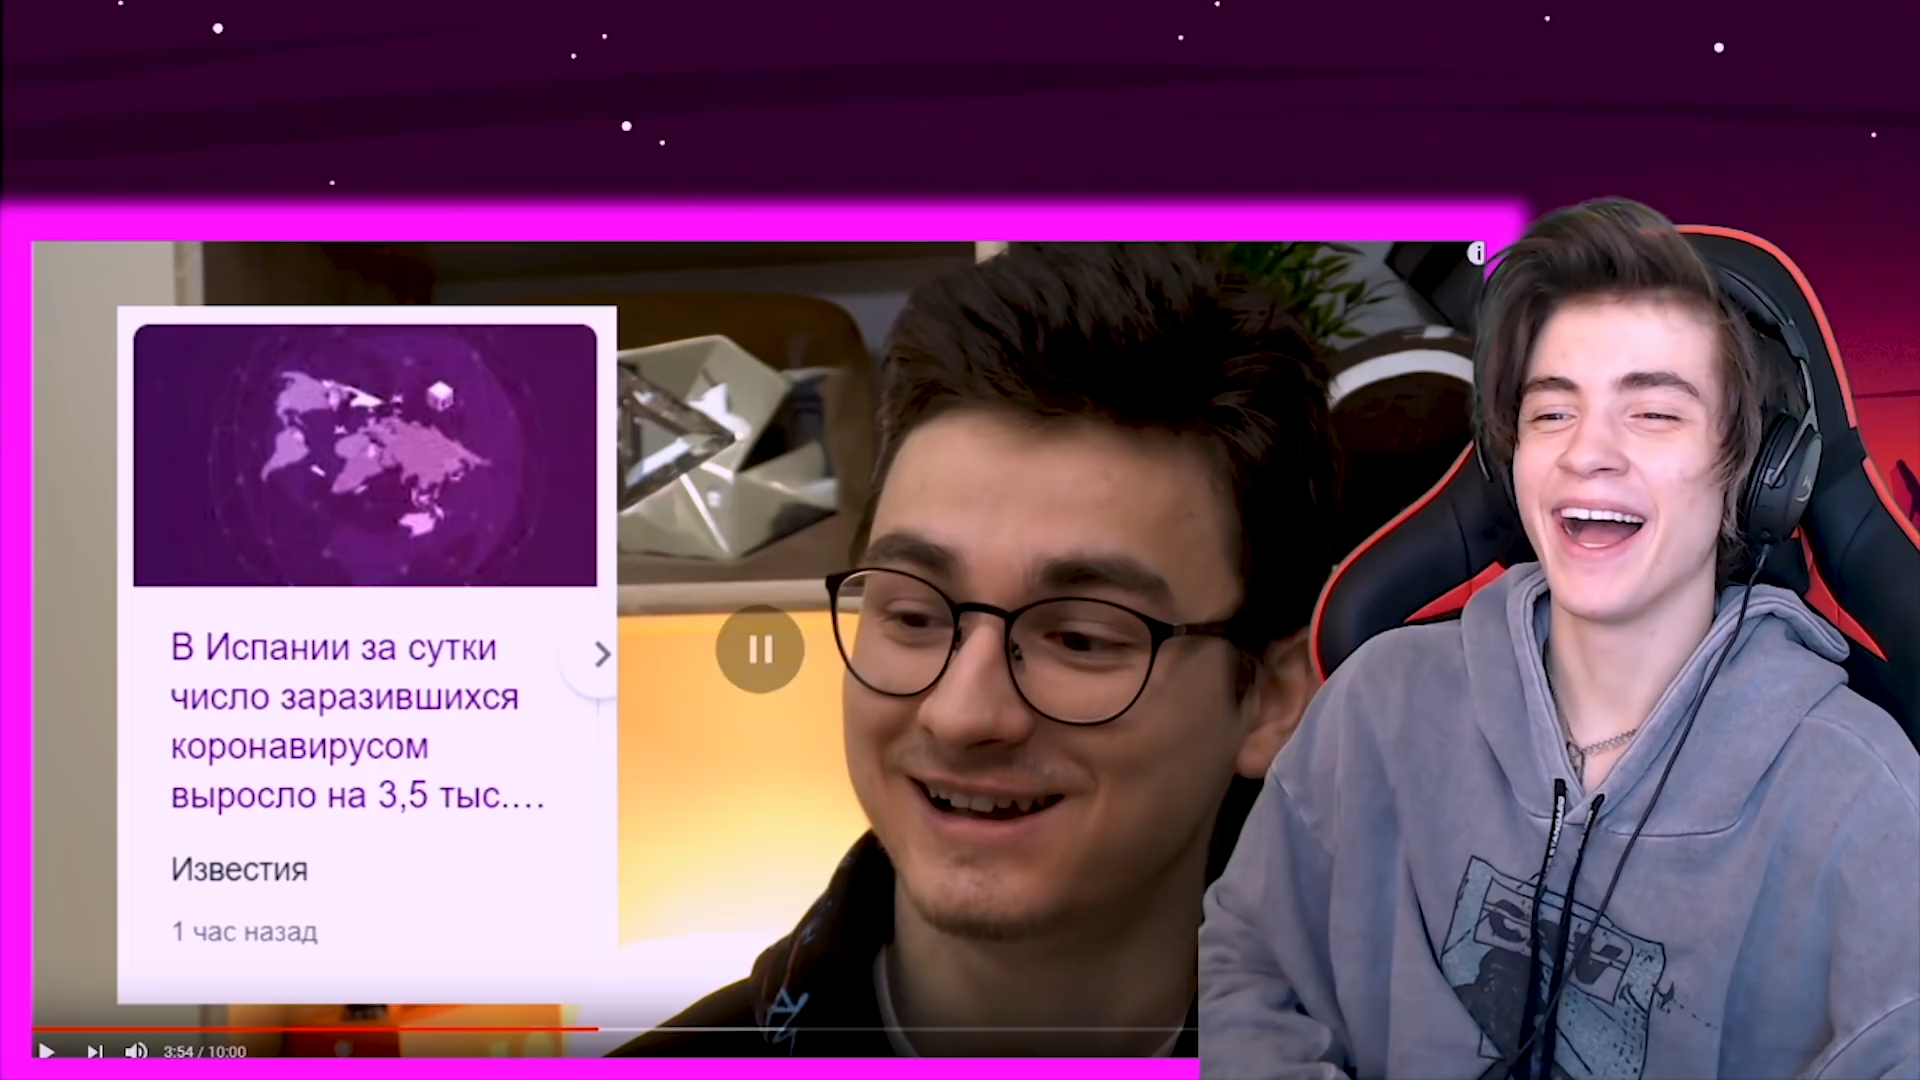 В Испании за сутки
число заразившихся
коронавирусом
выросло на 3,5 тыс....
Известия
1 час назад
3:54 / 10:00